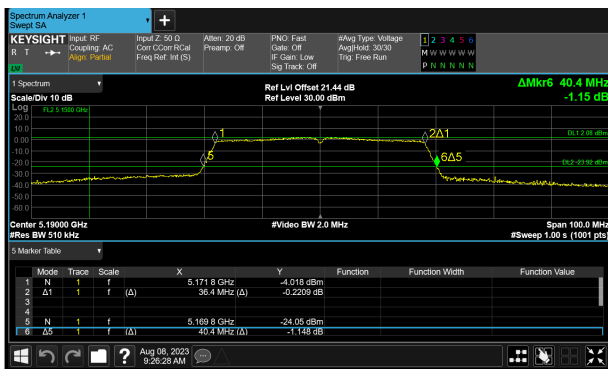 Spectrum Analyzer 1
Swept SA
+
KEYSIGHT Input: RF Input Z: 50 Ω Atten: 20 dB PNO: Fast #Avg Type: Voltage 1 2 3 4 5 6
R T Coupling: AC Corr CCorr RCal Preamp: Off Gate: Off Avg|Hold: 30/30 M W W W W W
Align: Partial Freq Ref: Int (S) IF Gain: Low Trig: Free Run P N N N N N
LXI Sig Track: Off
1 Spectrum Ref Lvl Offset 21.44 dB ΔMkr6 40.4 MHz
Scale/Div 10 dB Ref Level 30.00 dBm -1.15 dB
Log FL2 5.1500 GHz
20.0
10.0 1 2Δ1 DL1 2.08 dBm
0.00
-10.0
-20.0 5 6Δ5 DL2 -23.92 dBm
-30.0
-40.0
-50.0
-60.0
Center 5.19000 GHz #Video BW 2.0 MHz Span 100.0 MHz
#Res BW 510 kHz #Sweep 1.00 s (1001 pts)
5 Marker Table
Mode Trace Scale X Y Function Function Width Function Value
1 N 1 f 5.171 8 GHz -4.018 dBm
2 Δ1 1 f (Δ) 36.4 MHz (Δ) -0.2209 dB
3
4
5 N 1 f 5.169 8 GHz -24.05 dBm
6 Δ5 1 f (Δ) 40.4 MHz (Δ) -1.148 dB
? Aug 08, 2023
9:26:28 AM